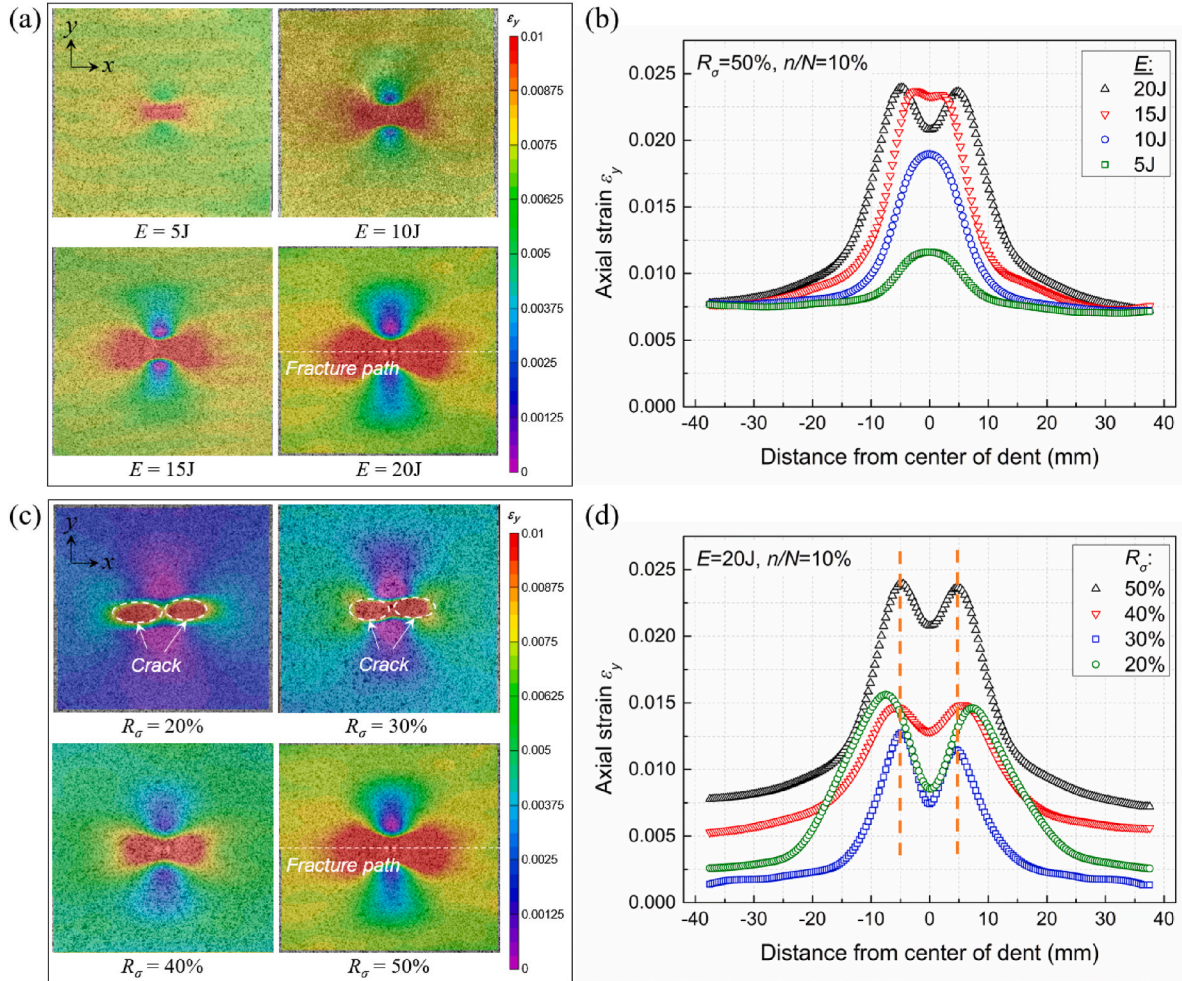 (a)
y
x
εy
0.01
0.00875
0.0075
0.00625
0.005
0.00375
0.0025
0.00125
0
E = 5J
E = 10J
Fracture path
E = 15J
E = 20J
(b)
Rσ=50%, n/N=10%
E:
20J
15J
10J
5J
Axial strain εy
0.025
0.020
0.015
0.010
0.005
0.000
-40 -30 -20 -10 0 10 20 30 40
Distance from center of dent (mm)
(c)
y
x
εy
0.01
0.00875
0.0075
0.00625
0.005
0.00375
0.0025
0.00125
0
Crack
Crack
Rσ = 20%
Rσ = 30%
Fracture path
Rσ = 40%
Rσ = 50%
(d)
E=20J, n/N=10%
Rσ:
50%
40%
30%
20%
Axial strain εy
0.025
0.020
0.015
0.010
0.005
0.000
-40 -30 -20 -10 0 10 20 30 40
Distance from center of dent (mm)